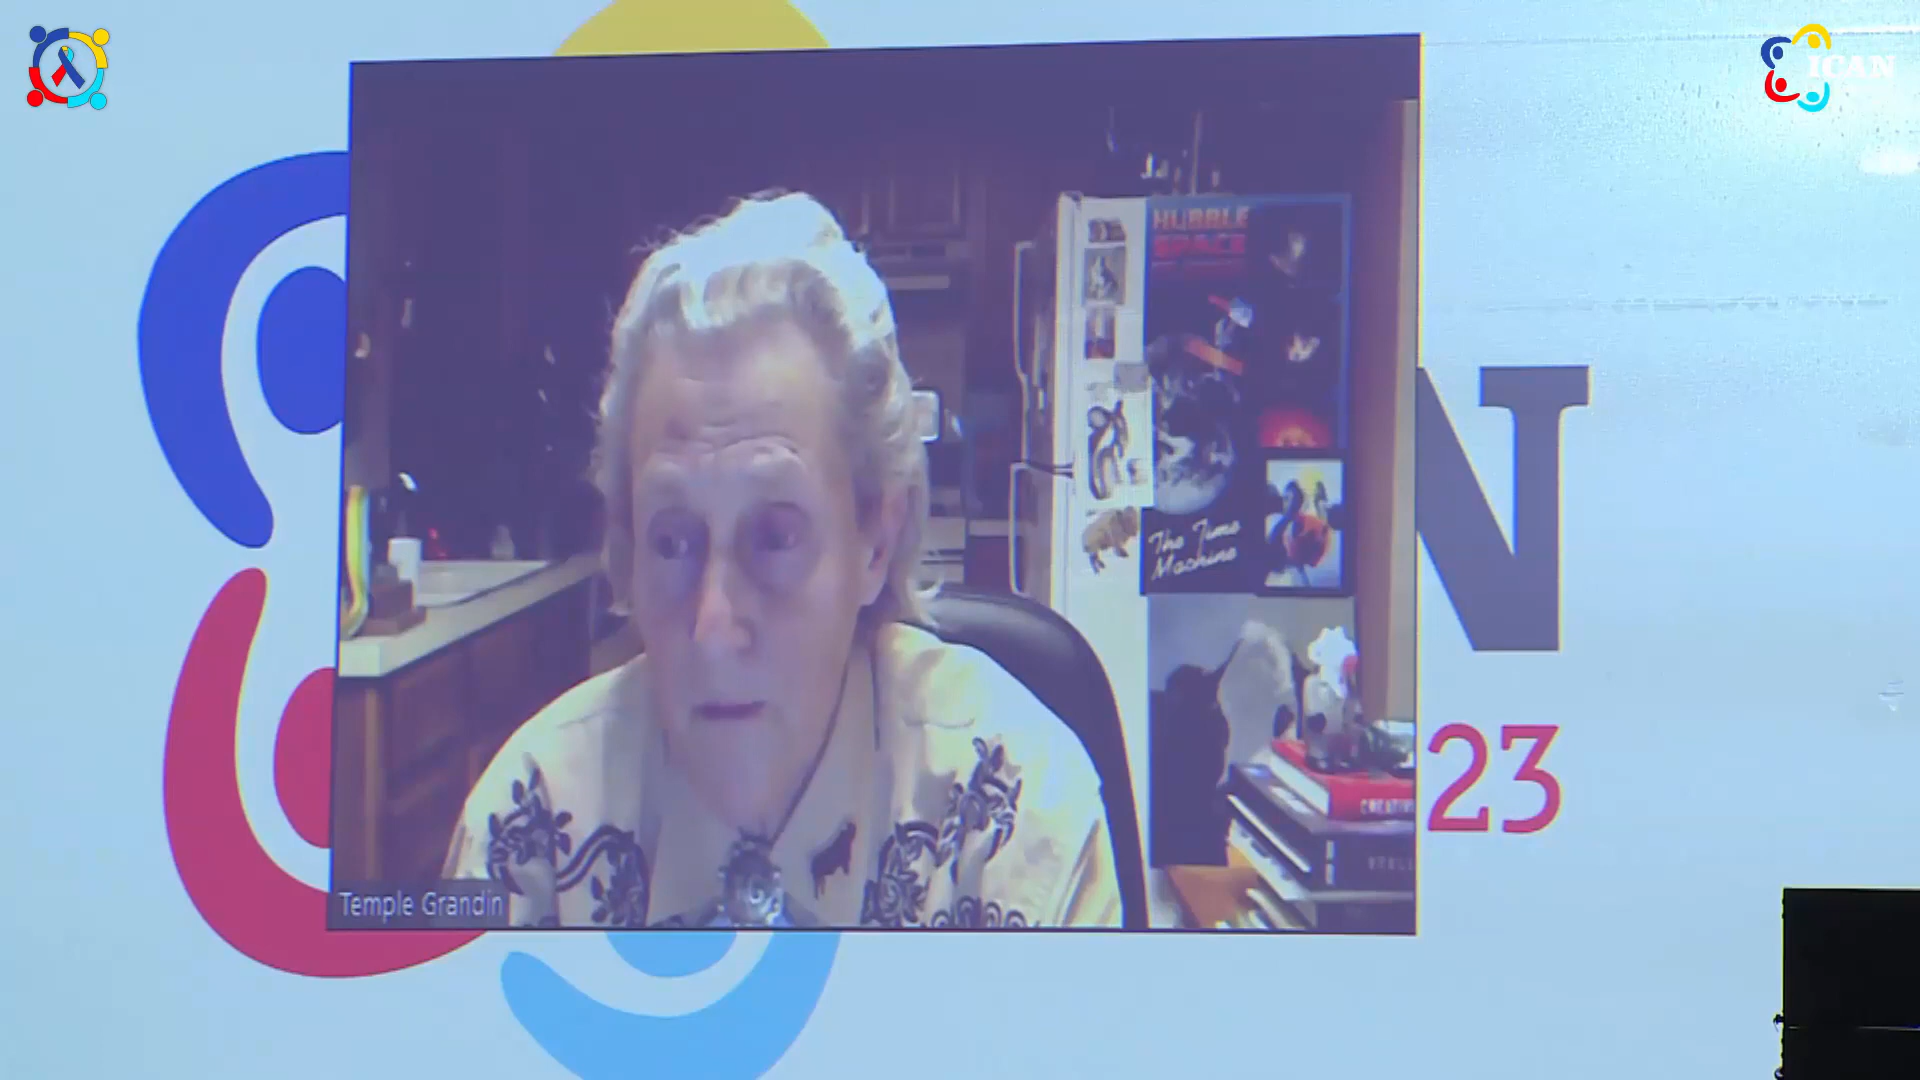 ICAN
HUBBLE
SPACE
The Time
Machine
N
23
Temple Grandin